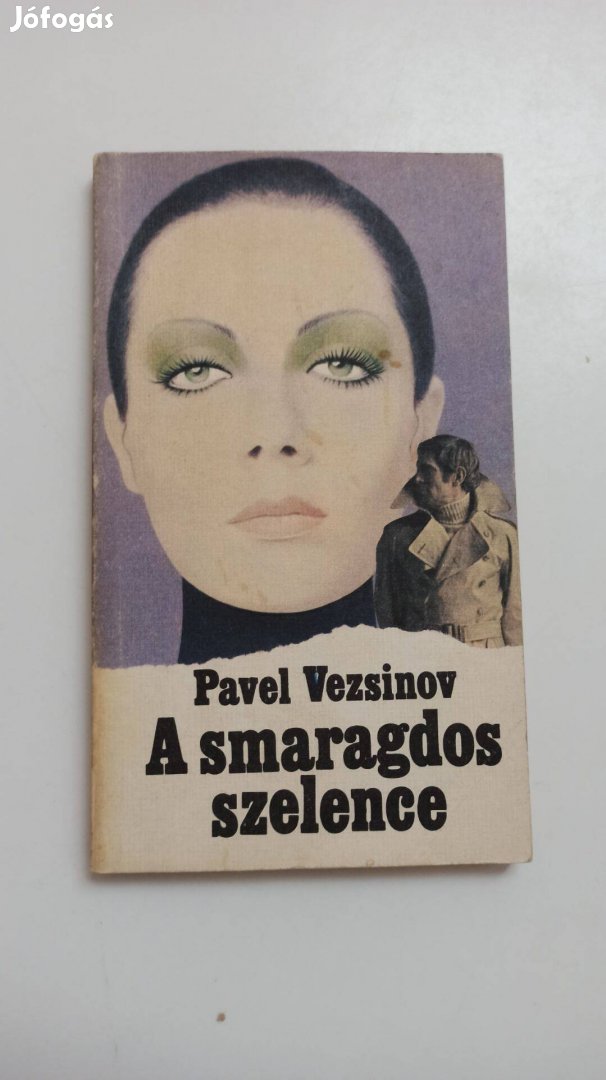 Jófogás
Pavel Vezsinov
A smaragdos
szelence